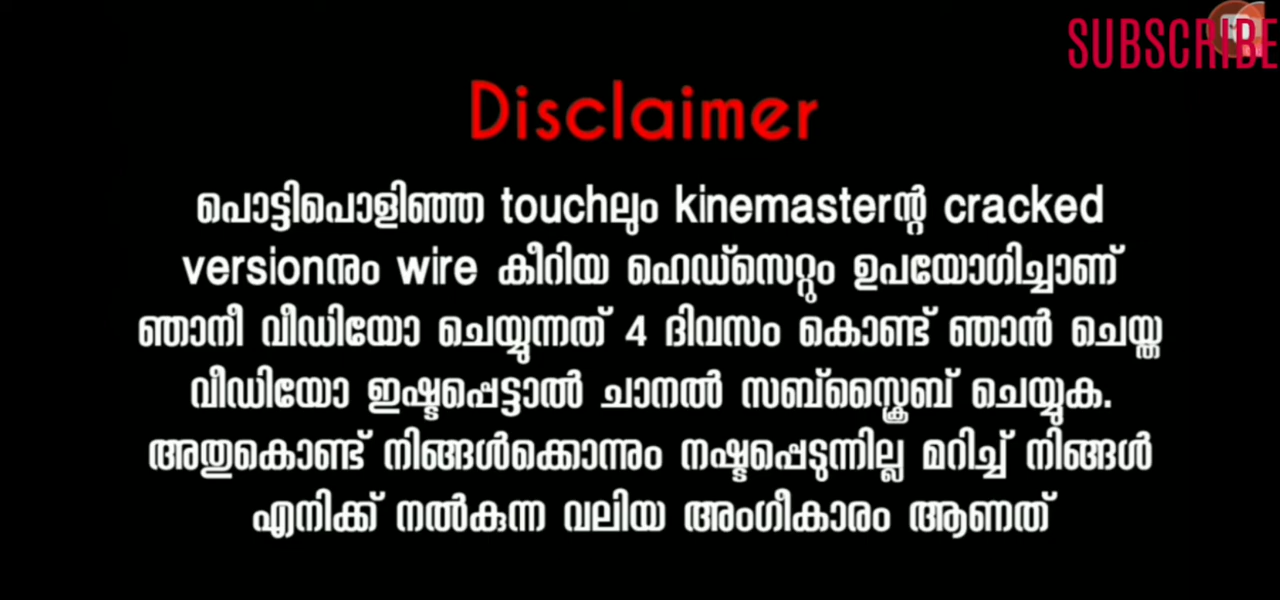 SUBSCRIBE
Disclaimer
പൊട്ടിപൊളിഞ്ഞ touchലും kinemasterന്റ cracked
versionനും wire കീറിയ ഹെഡ്സെറ്റും ഉപയോഗിച്ചാണ്
ഞാനീ വീഡിയോ ചെയ്യുന്നത് 4 ദിവസം കൊണ്ട് ഞാൻ ചെയ്ത
വീഡിയോ ഇഷ്ടപ്പെട്ടാൽ ചാനൽ സബ്സ്ക്രൈബ് ചെയ്യുക.
അതുകൊണ്ട് നിങ്ങൾക്കൊന്നും നഷ്ടപ്പെടുന്നില്ല മറിച്ച് നിങ്ങൾ
എനിക്ക് നൽകുന്ന വലിയ അംഗീകാരം ആണത്